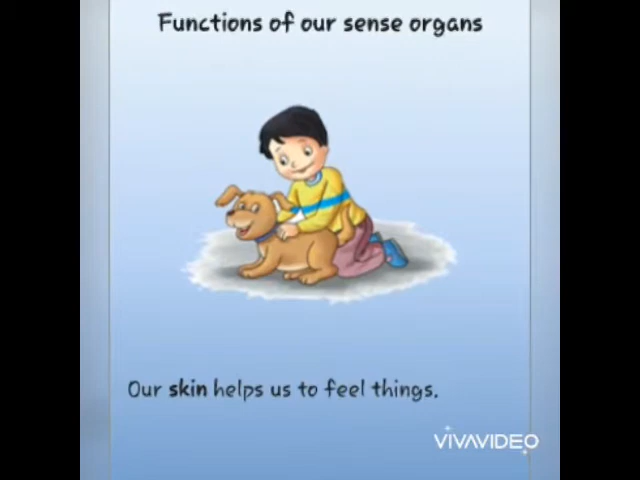 Functions of our sense organs
Our skin helps us to feel things.
VIVAVIDEO